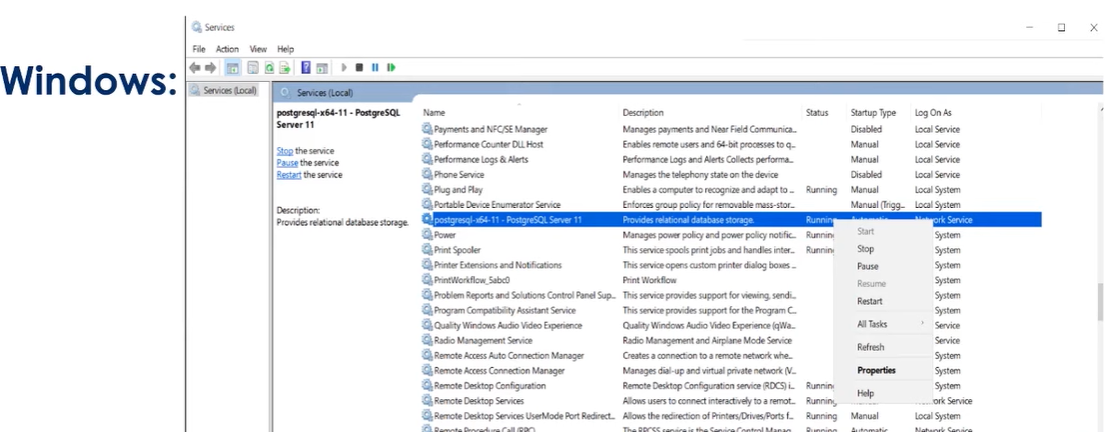 Windows:
Services
File Action View Help
Services (Local)
Services (Local)
postgresql-x64-11 - PostgreSQL Server 11
Stop the service
Pause the service
Restart the service
Description:
Provides relational database storage.
Name Description Status Startup Type Log On As
Payments and NFC/SE Manager Manages payments and Near Field Communica... Disabled Local Service
Performance Counter DLL Host Enables remote users and 64-bit processes to q... Manual Local Service
Performance Logs & Alerts Performance Logs and Alerts Collects performa... Manual Local Service
Phone Service Manages the telephony state on the device Disabled Local Service
Plug and Play Enables a computer to recognize and adapt to ... Running Manual Local System
Portable Device Enumerator Service Enforces group policy for removable mass-stor... Manual (Trigg... Local System
postgresql-x64-11 - PostgreSQL Server 11 Provides relational database storage. Running Automatic Network Service
Power Manages power policy and power policy notific... Running System
Print Spooler This service spools print jobs and handles inter... Running System
Printer Extensions and Notifications This service opens custom printer dialog boxes ... System
PrintWorkflow_5abc0 Print Workflow System
Problem Reports and Solutions Control Panel Sup... This service provides support for viewing, sendi... System
Program Compatibility Assistant Service This service provides support for the Program C... System
Quality Windows Audio Video Experience Quality Windows Audio Video Experience (qWa... Service
Radio Management Service Radio Management and Airplane Mode Service Service
Remote Access Auto Connection Manager Creates a connection to a remote network whe... System
Remote Access Connection Manager Manages dial-up and virtual private network (V... System
Remote Desktop Configuration Remote Desktop Configuration service (RDCS) i... Running System
Remote Desktop Services Allows users to connect interactively to a remot... Running Service
Remote Desktop Services UserMode Port Redirect... Allows the redirection of Printers/Drives/Ports f... Running Manual Local System
Remote Procedure Call (RPC) The RPCSS service is the Service Control Manag... Running Automatic Network Service
Start
Stop
Pause
Resume
Restart
All Tasks
Refresh
Properties
Help